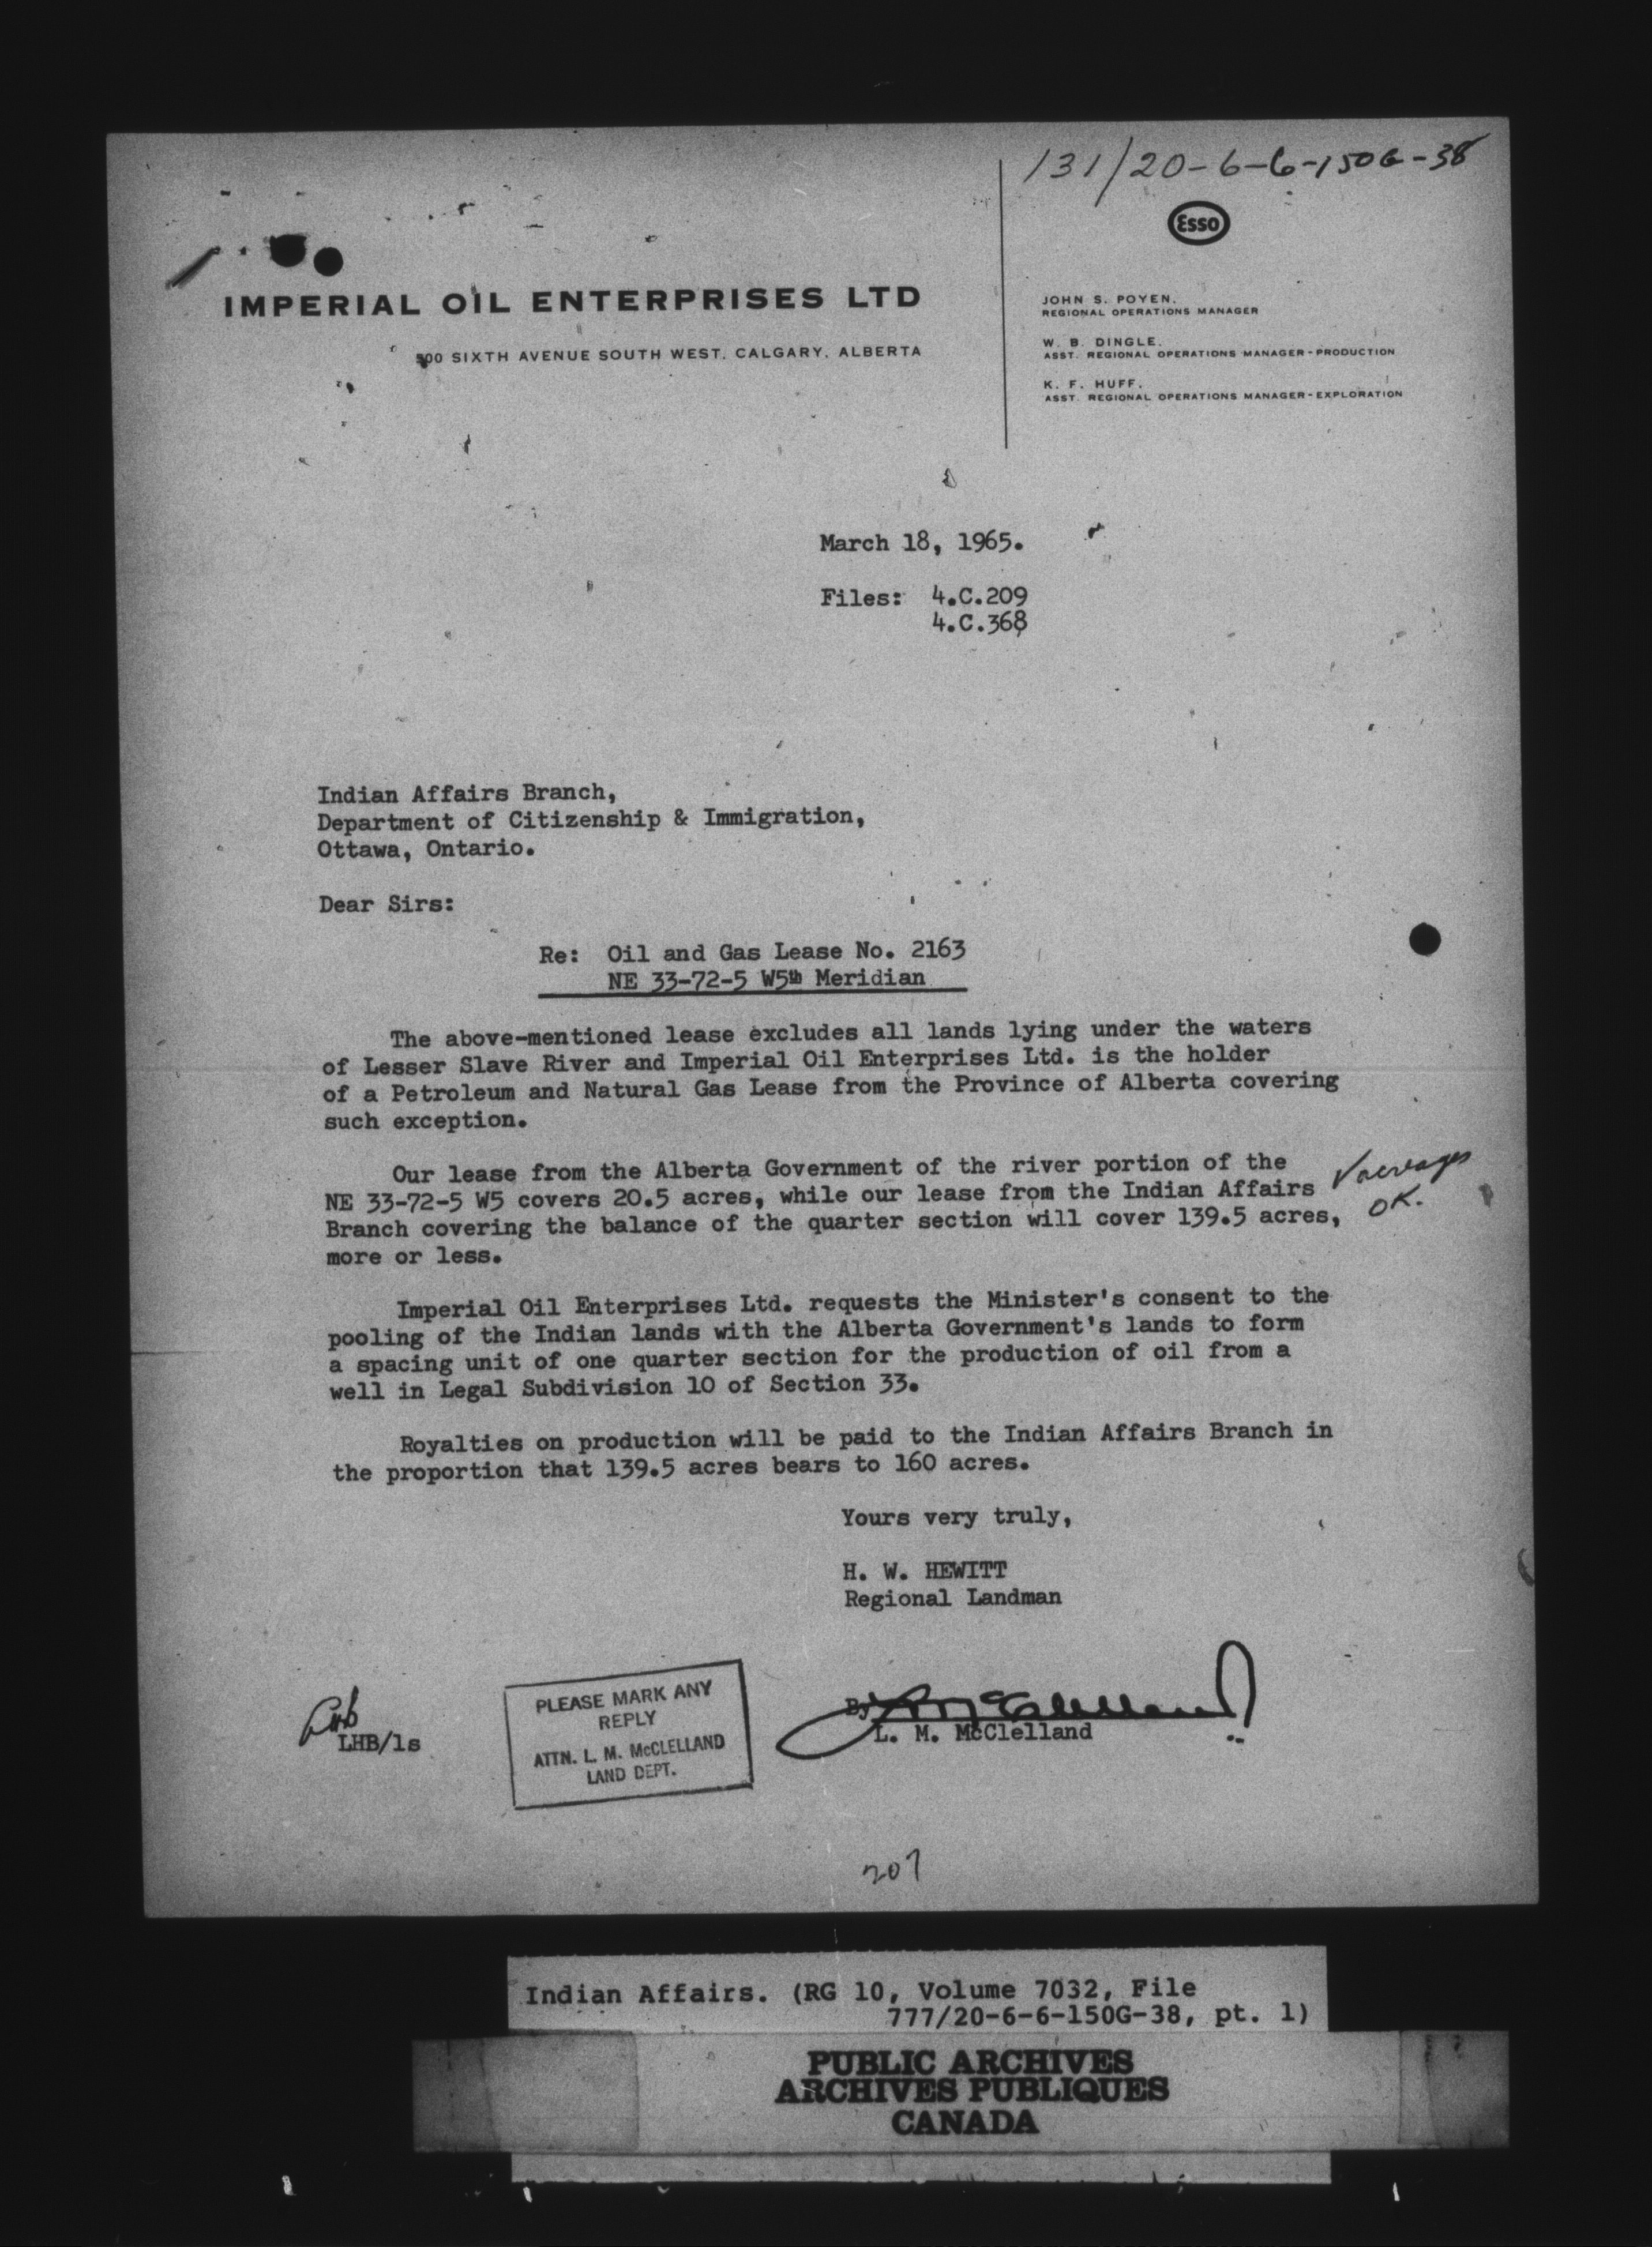 131/20-6-6-150G-38
Esso
IMPERIAL OIL ENTERPRISES LTD
500 SIXTH AVENUE SOUTH WEST, CALGARY, ALBERTA
JOHN S. POYEN,
REGIONAL OPERATIONS MANAGER
W. B. DINGLE,
ASST. REGIONAL OPERATIONS MANAGER-PRODUCTION
K. F. HUFF,
ASST. REGIONAL OPERATIONS MANAGER-EXPLORATION
March 18, 1965.
Files: 4.C.209
4.C.368
Indian Affairs Branch,
Department of Citizenship & Immigration,
Ottawa, Ontario.
Dear Sirs:
Re: Oil and Gas Lease No. 2163
NE 33-72-5 W5th Meridian
The above-mentioned lease excludes all lands lying under the waters
of Lesser Slave River and Imperial Oil Enterprises Ltd. is the holder
of a Petroleum and Natural Gas Lease from the Province of Alberta covering
such exception.
Our lease from the Alberta Government of the river portion of the
NE 33-72-5 W5 covers 20.5 acres, while our lease from the Indian Affairs
Branch covering the balance of the quarter section will cover 139.5 acres,
more or less.
√ acreages
OK.
Imperial Oil Enterprises Ltd. requests the Minister's consent to the
pooling of the Indian lands with the Alberta Government's lands to form
a spacing unit of one quarter section for the production of oil from a
well in Legal Subdivision 10 of Section 33.
Royalties on production will be paid to the Indian Affairs Branch in
the proportion that 139.5 acres bears to 160 acres.
Yours very truly,
H. W. HEWITT
Regional Landman
By L M McClelland
L. M. McClelland
LHB/ls
PLEASE MARK ANY
REPLY
ATTN. L. M. McCLELLAND
LAND DEPT.
207
Indian Affairs. (RG 10, Volume 7032, File
777/20-6-6-150G-38, pt. 1)
PUBLIC ARCHIVES
ARCHIVES PUBLIQUES
CANADA